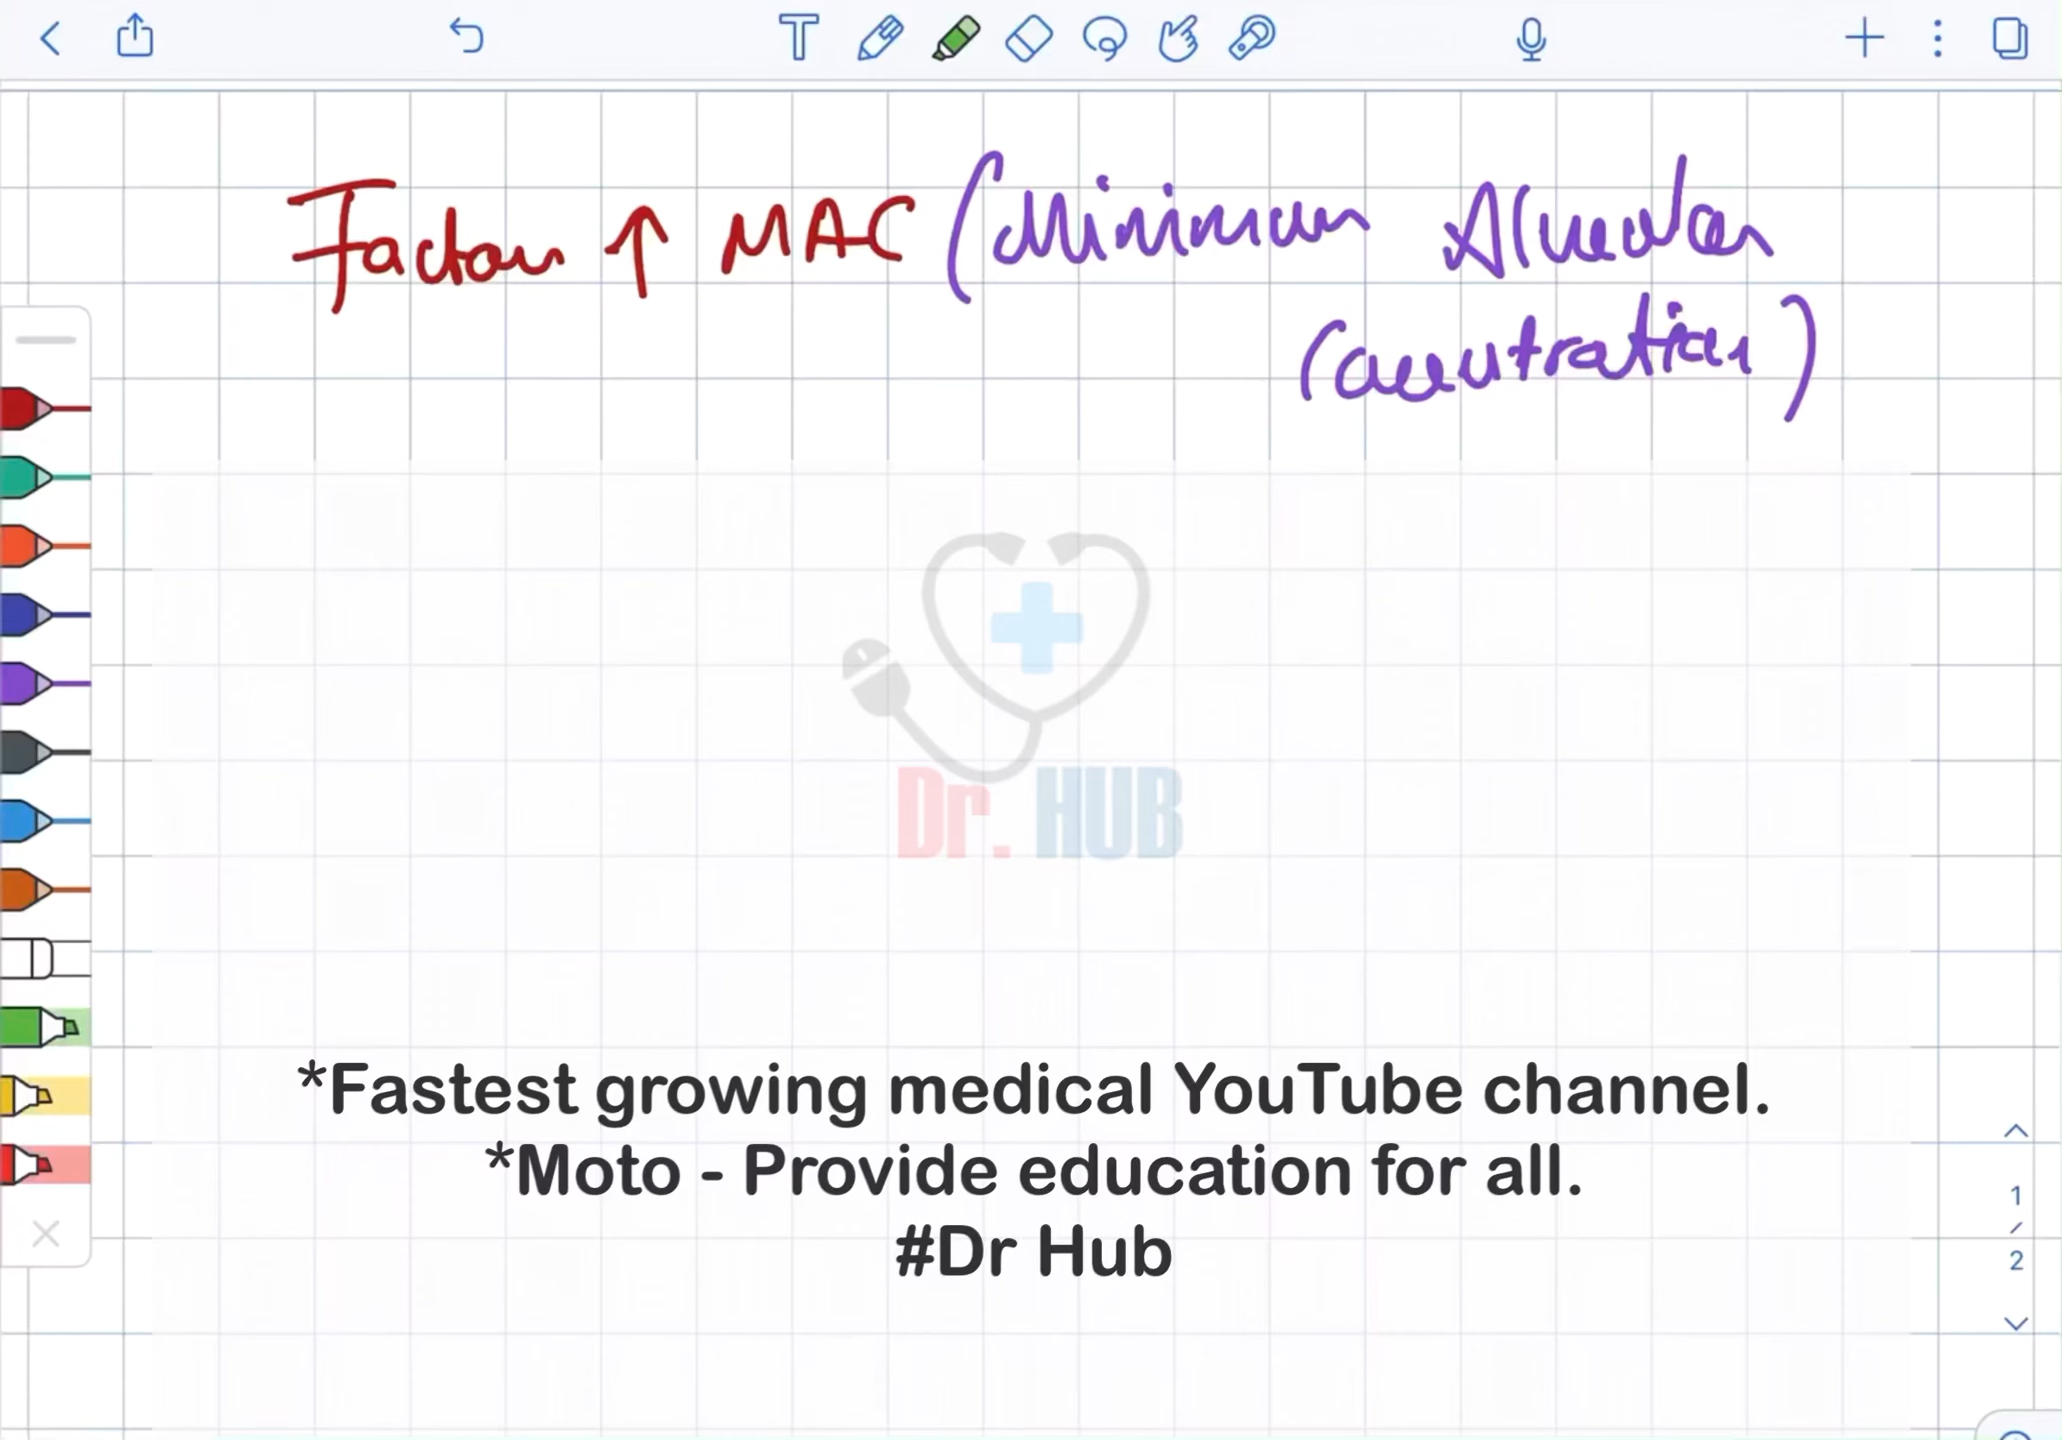 Factors ↑ MAC (Minimum Alveolar
Concentration)
Dr. HUB
*Fastest growing medical YouTube channel.
*Moto - Provide education for all.
#Dr Hub
1
/
2